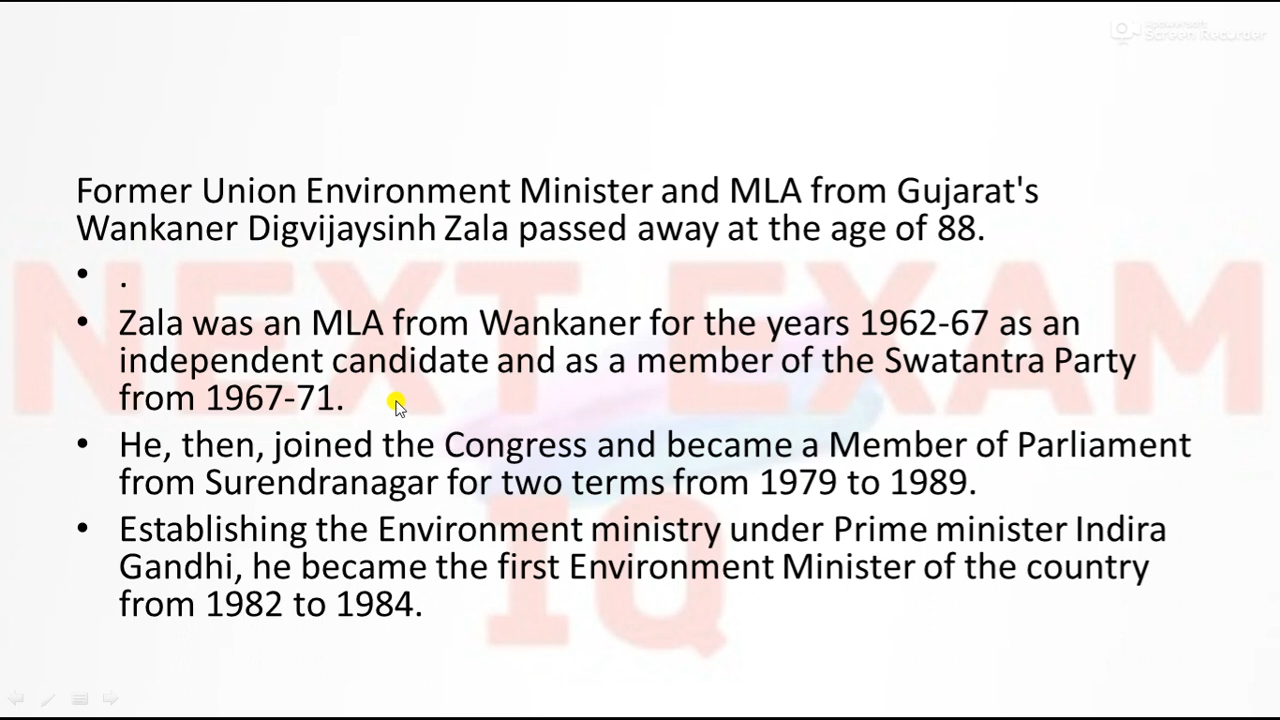 Apowersoft
Screen Recorder
Former Union Environment Minister and MLA from Gujarat's
Wankaner Digvijaysinh Zala passed away at the age of 88.
• .
• Zala was an MLA from Wankaner for the years 1962-67 as an
independent candidate and as a member of the Swatantra Party
from 1967-71.
• He, then, joined the Congress and became a Member of Parliament
from Surendranagar for two terms from 1979 to 1989.
• Establishing the Environment ministry under Prime minister Indira
Gandhi, he became the first Environment Minister of the country
from 1982 to 1984.
NEXT EXAM
IQ